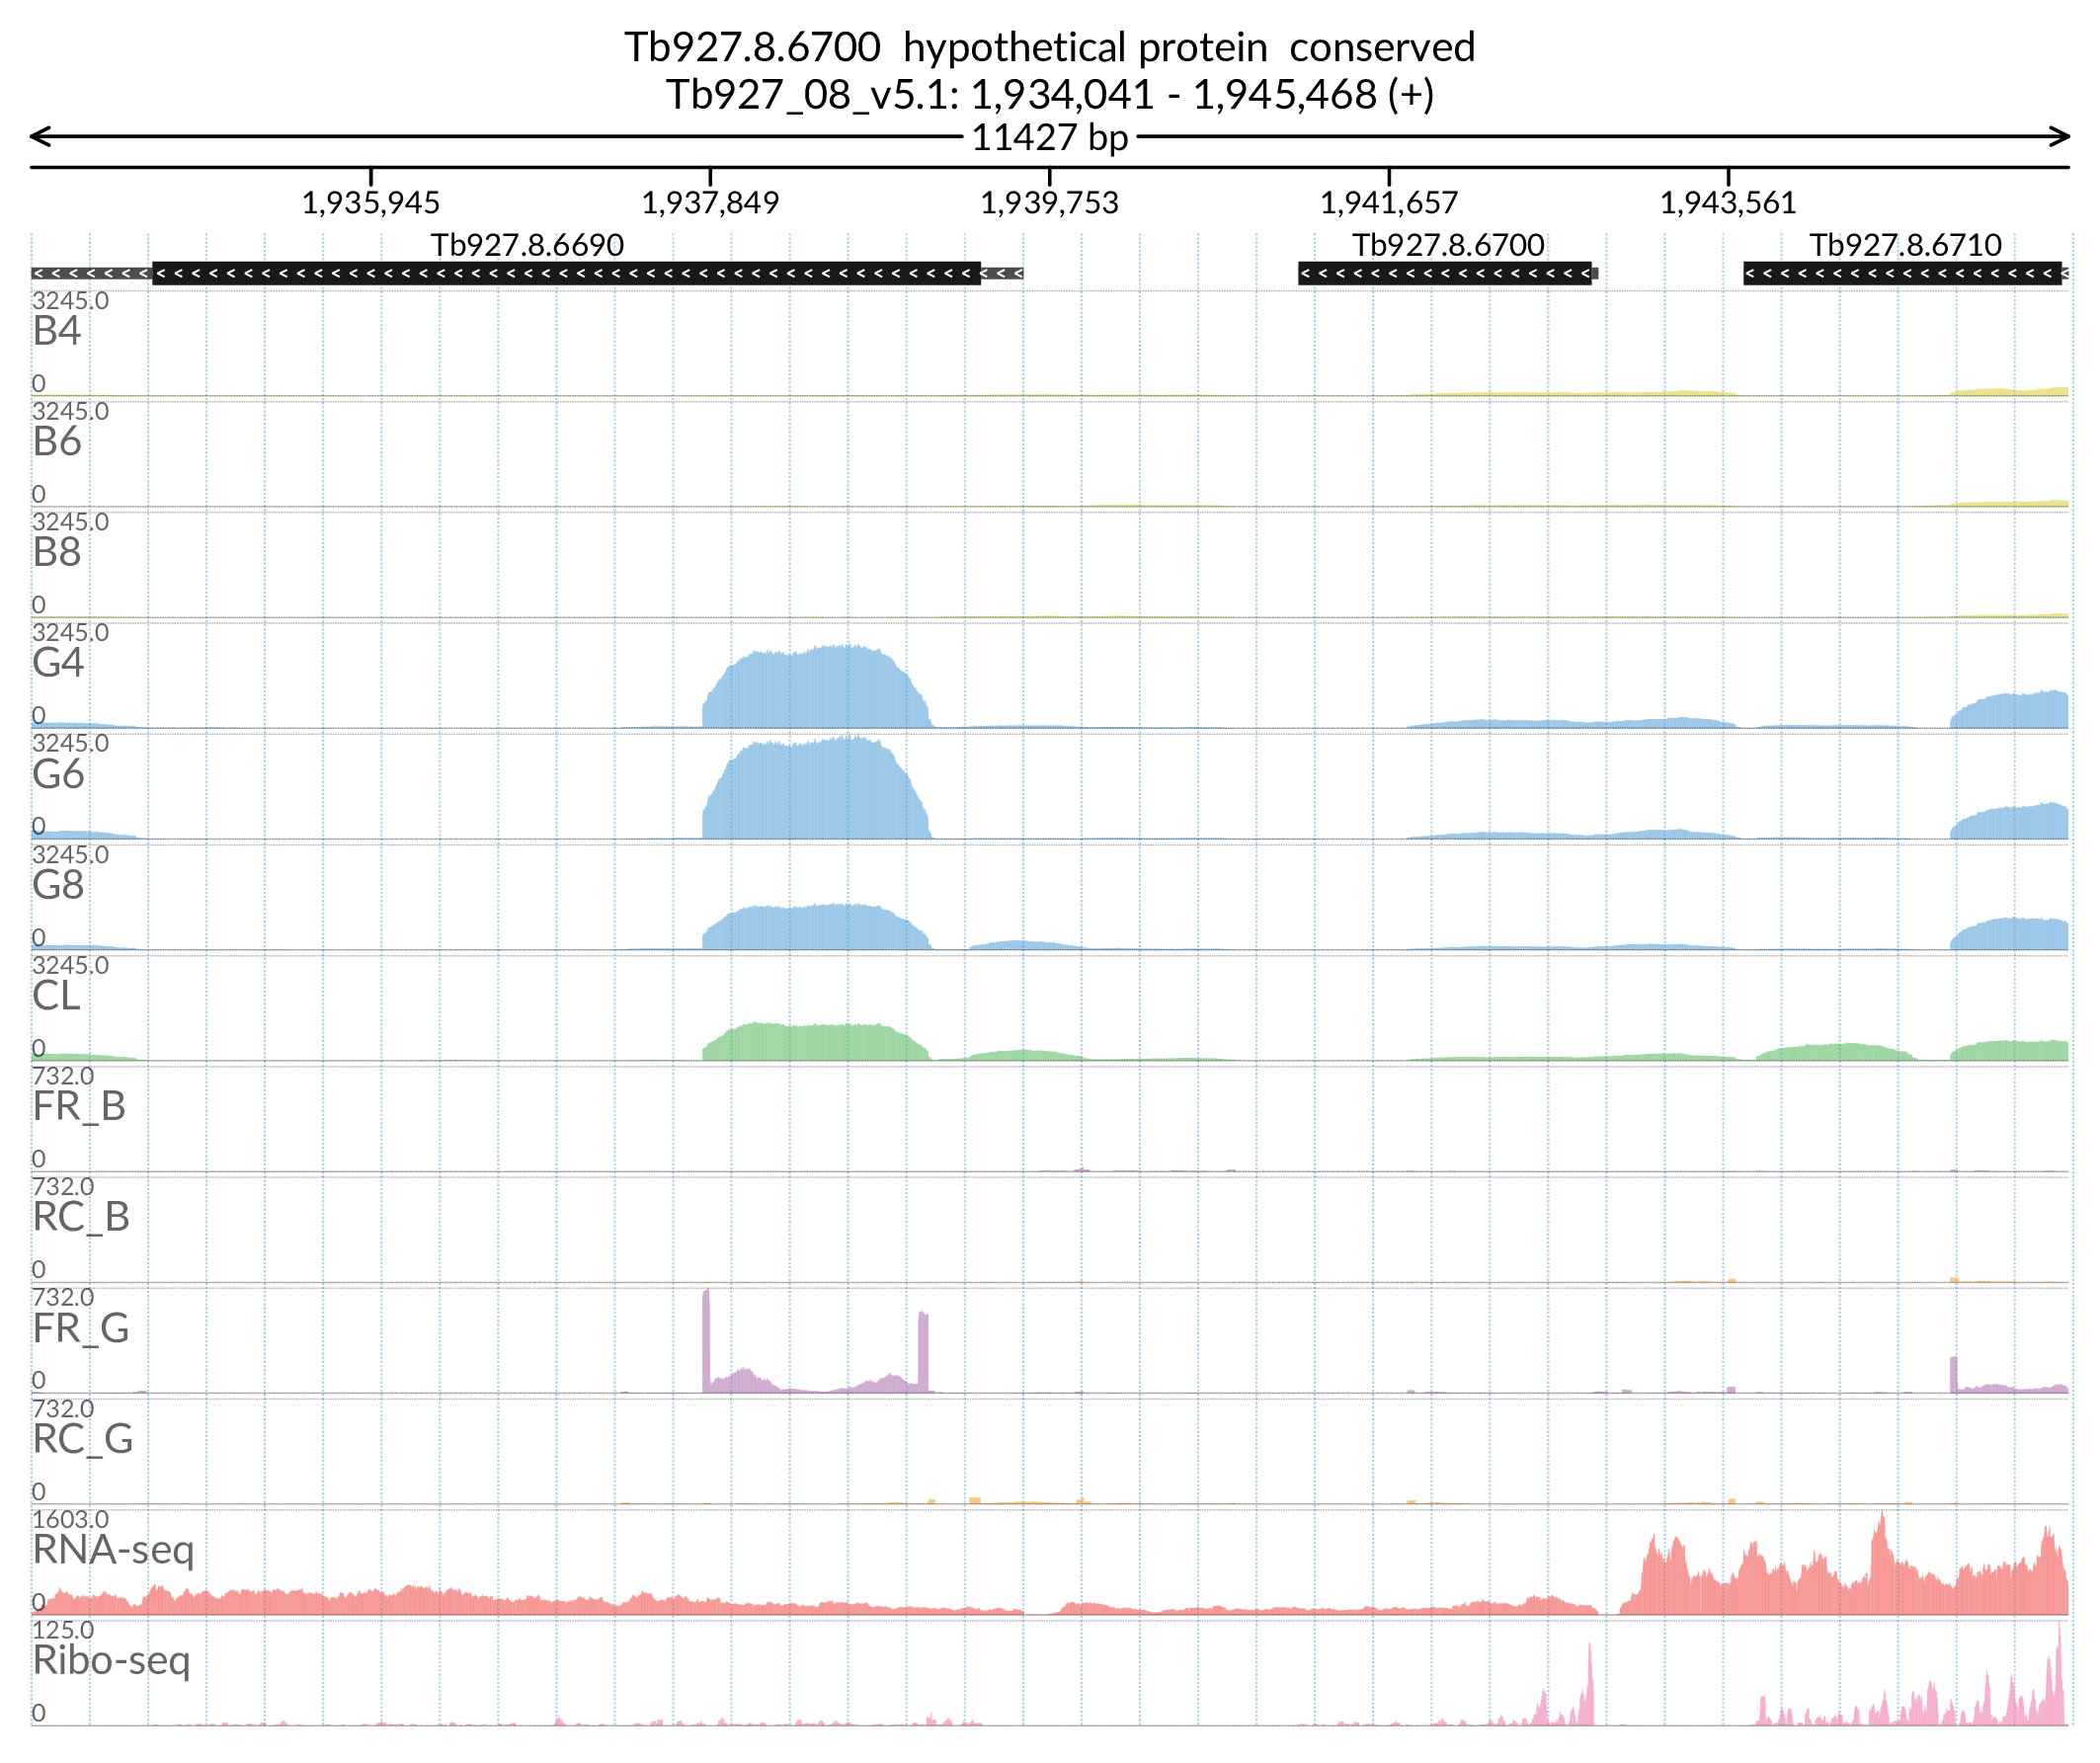 Tb927.8.6700  hypothetical protein  conserved
Tb927_08_v5.1: 1,934,041 - 1,945,468 (+)
11427 bp
1,935,945 1,937,849 1,939,753 1,941,657 1,943,561
Tb927.8.6690 Tb927.8.6700 Tb927.8.6710
3245.0
B4
0
3245.0
B6
0
3245.0
B8
0
3245.0
G4
0
3245.0
G6
0
3245.0
G8
0
3245.0
CL
0
732.0
FR_B
0
732.0
RC_B
0
732.0
FR_G
0
732.0
RC_G
0
1603.0
RNA-seq
0
125.0
Ribo-seq
0